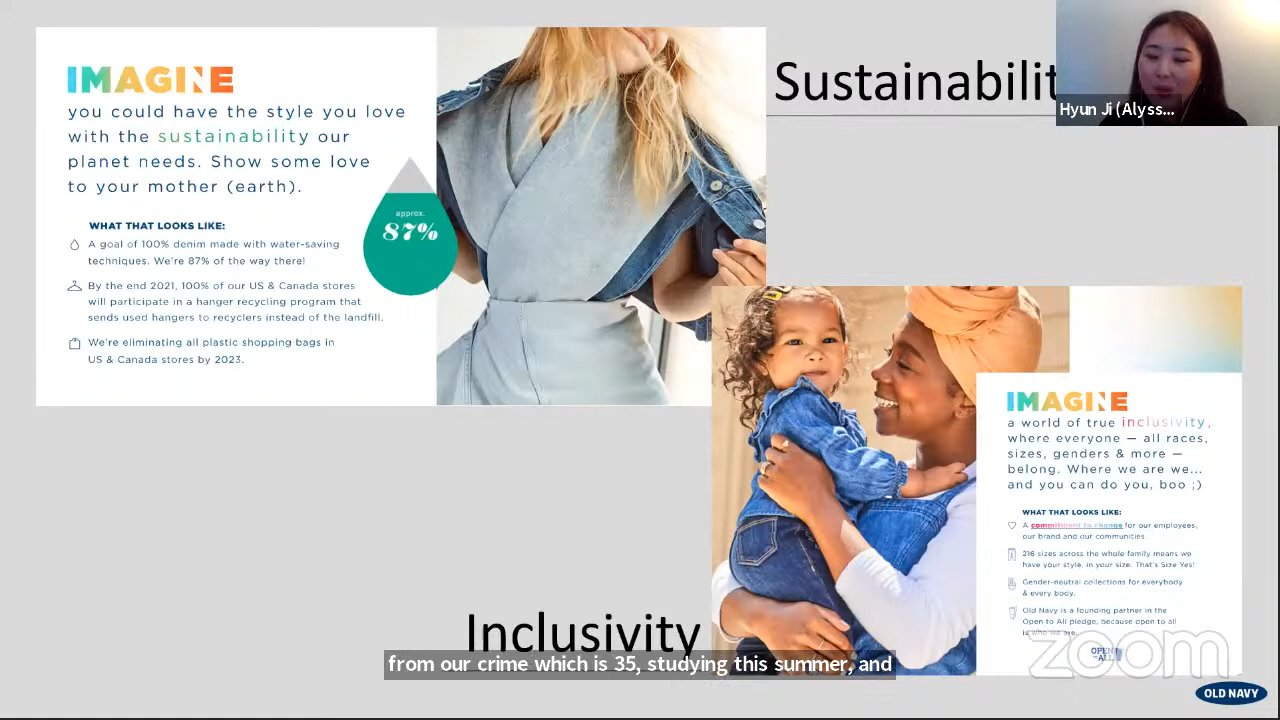 IMAGINE
you could have the style you love
with the sustainability our
planet needs. Show some love
to your mother (earth).
approx.
87%
WHAT THAT LOOKS LIKE:
A goal of 100% denim made with water-saving
techniques. We're 87% of the way there!
By the end 2021, 100% of our US & Canada stores
will participate in a hanger recycling program that
sends used hangers to recyclers instead of the landfill.
We're eliminating all plastic shopping bags in
US & Canada stores by 2023.
Sustainabilit
Hyun Ji (Alyss...
IMAGINE
a world of true inclusivity,
where everyone — all races,
sizes, genders & more —
belong. Where we are we...
and you can do you, boo ;)
WHAT THAT LOOKS LIKE:
A commitment to change for our employees,
our brand and our communities.
216 sizes across the whole family means we
have your style, in your size. That's Size Yes!
Gender-neutral collections for everybody
& every body.
Old Navy is a founding partner in the
Open to All pledge, because open to all
is who we are.
OPEN
TO ALL
Inclusivity
from our crime which is 35, studying this summer, and
zoom
OLD NAVY